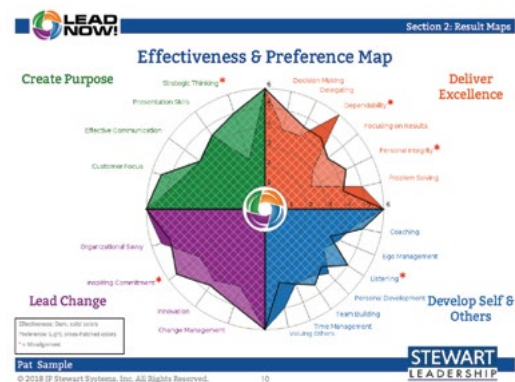 LEAD
NOW!
Section 2: Result Maps
Effectiveness & Preference Map
Create Purpose
Deliver
Excellence
Strategic Thinking *
Presentation Skills
Effective Communication
Customer Focus
Decision Making
Delegating
Dependability *
Focusing on Results
Personal Integrity *
Problem Solving
6
6
Organizational Savvy
Inspiring Commitment *
Innovation
Change Management
Coaching
Ego Management
Listening *
Personal Development
Team Building
Time Management
Valuing Others
Lead Change
Develop Self &
Others
Effectiveness: Dark, solid colors
Preference: Light, cross-hatched colors
* = Misalignment
Pat Sample
STEWART
LEADERSHIP
© 2018 JP Stewart Systems, Inc. All Rights Reserved.
10